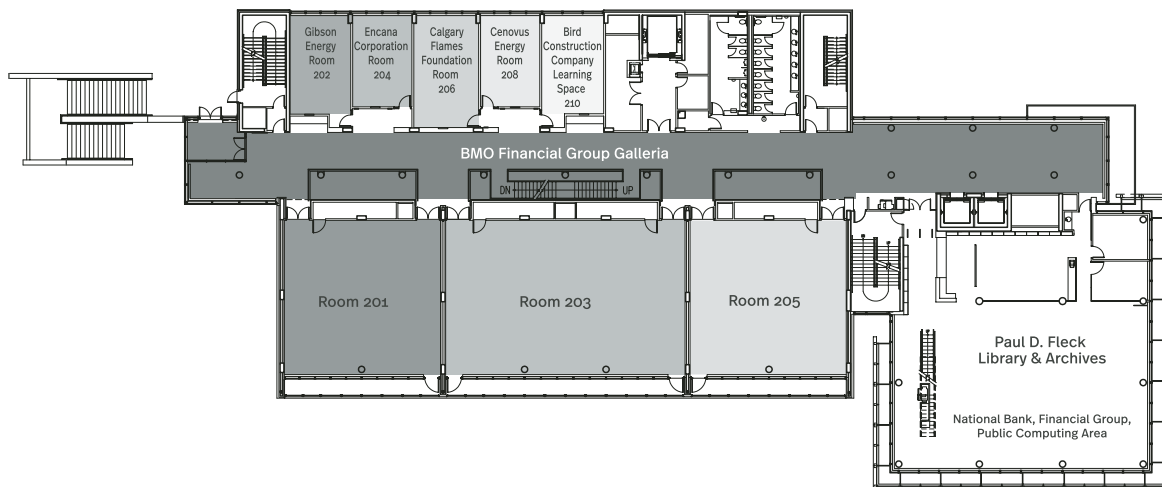 Gibson
Energy
Room
202
Encana
Corporation
Room
204
Calgary
Flames
Foundation
Room
206
Cenovus
Energy
Room
208
Bird
Construction
Company
Learning
Space
210
BMO Financial Group Galleria
DN
UP
Room 201
Room 203
Room 205
Paul D. Fleck
Library & Archives
National Bank, Financial Group,
Public Computing Area